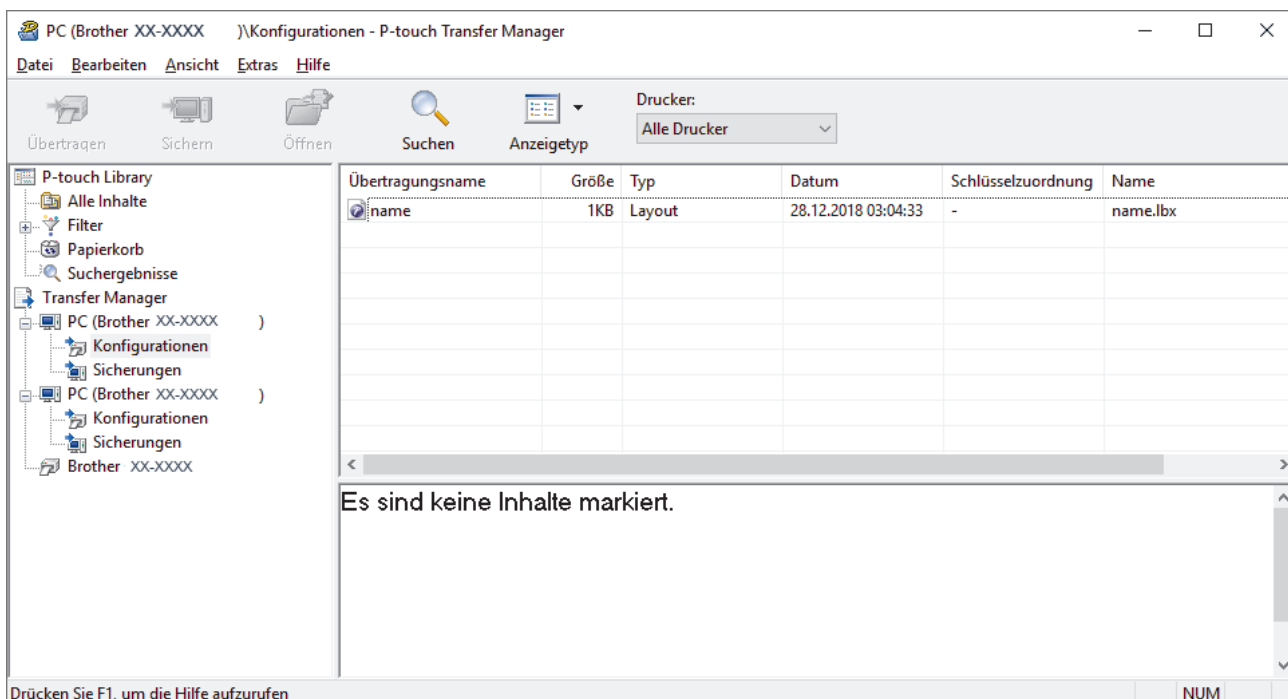 PC (Brother XX-XXXX )\Konfigurationen - P-touch Transfer Manager
Datei Bearbeiten Ansicht Extras Hilfe
Übertragen Sichern Öffnen Suchen Anzeigetyp
Drucker:
Alle Drucker
P-touch Library
Alle Inhalte
Filter
Papierkorb
Suchergebnisse
Transfer Manager
PC (Brother XX-XXXX )
Konfigurationen
Sicherungen
PC (Brother XX-XXXX )
Konfigurationen
Sicherungen
Brother XX-XXXX
Übertragungsname Größe Typ Datum Schlüsselzuordnung Name
name 1KB Layout 28.12.2018 03:04:33 - name.lbx
Es sind keine Inhalte markiert.
Drücken Sie F1, um die Hilfe aufzurufen NUM